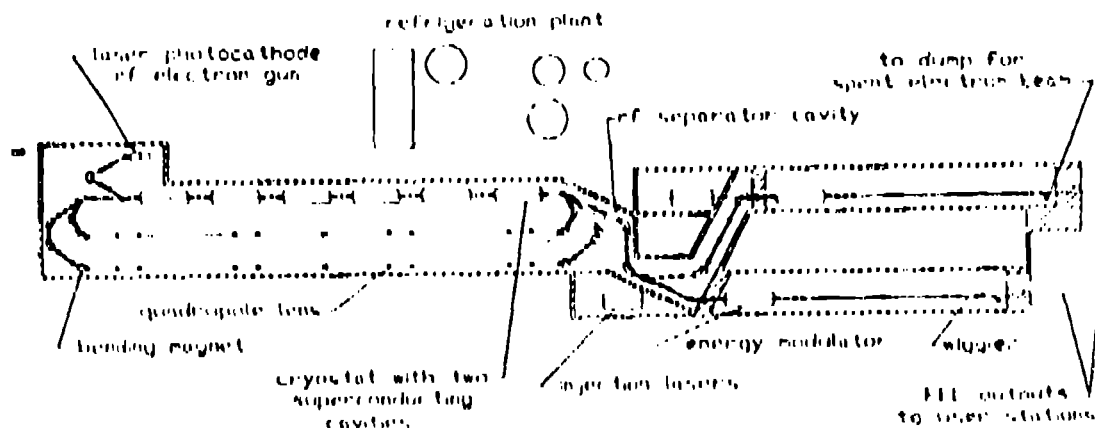 refrigeration plant
laser photocathode
rf electron gun
to dump for
spent electron beam
rf separator cavity
quadrupole lens
bending magnet
energy modulator
wiggler
cryostat with two
superconducting
cavities
injection lasers
FEL outputs
to user stations